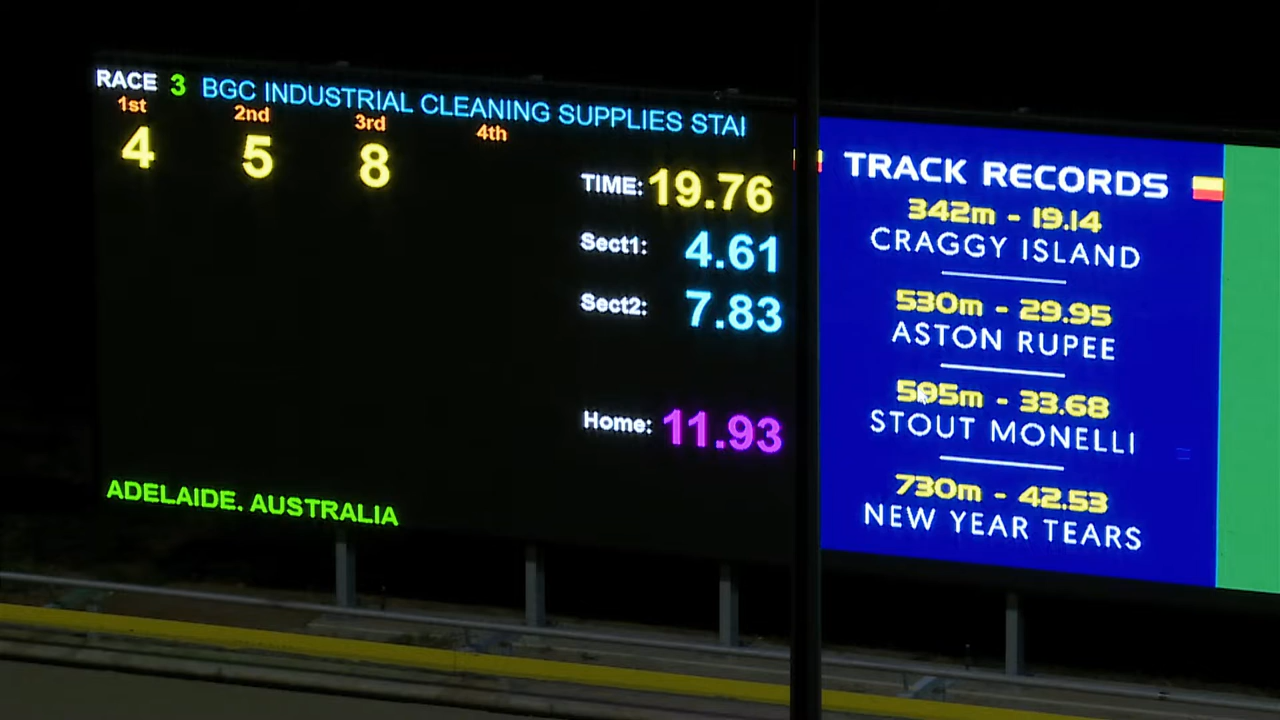 RACE 3 BGC INDUSTRIAL CLEANING SUPPLIES STAI
1st 2nd 3rd 4th
4 5 8
TIME: 19.76
Sect1: 4.61
Sect2: 7.83
Home: 11.93
ADELAIDE. AUSTRALIA
TRACK RECORDS
342m - 19.14
CRAGGY ISLAND
530m - 29.95
ASTON RUPEE
595m - 33.68
STOUT MONELLI
730m - 42.53
NEW YEAR TEARS